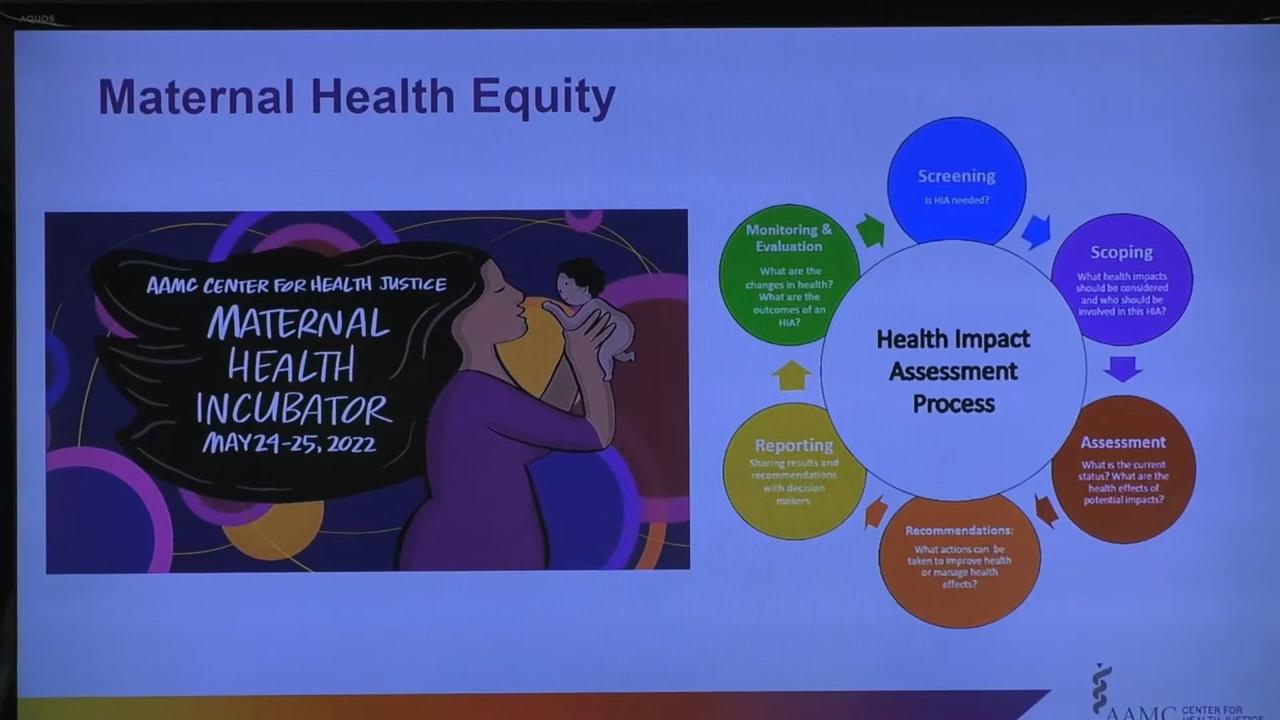 AQUOS
Maternal Health Equity
AAMC CENTER FOR HEALTH JUSTICE
MATERNAL
HEALTH
INCUBATOR
MAY 24-25, 2022
Health Impact
Assessment
Process
Screening
Is HIA needed?
Scoping
What health impacts
should be considered
and who should be
involved in this HIA?
Assessment
What is the current
status? What are the
health effects of
potential impacts?
Recommendations:
What actions can be
taken to improve health
or manage health
effects?
Reporting
Sharing results and
recommendations
with decision
makers.
Monitoring &
Evaluation
What are the
changes in health?
What are the
outcomes of an
HIA?
AAMC
CENTER FOR
HEALTH JUSTICE